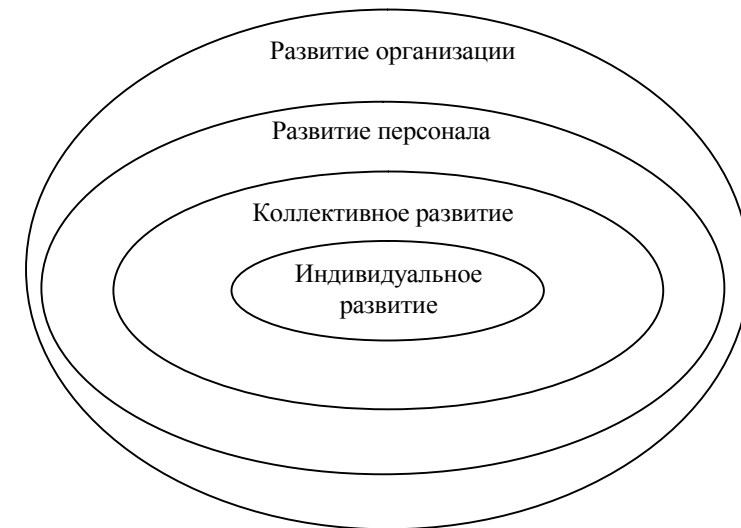 Развитие организации
Развитие персонала
Коллективное развитие
Индивидуальное
развитие